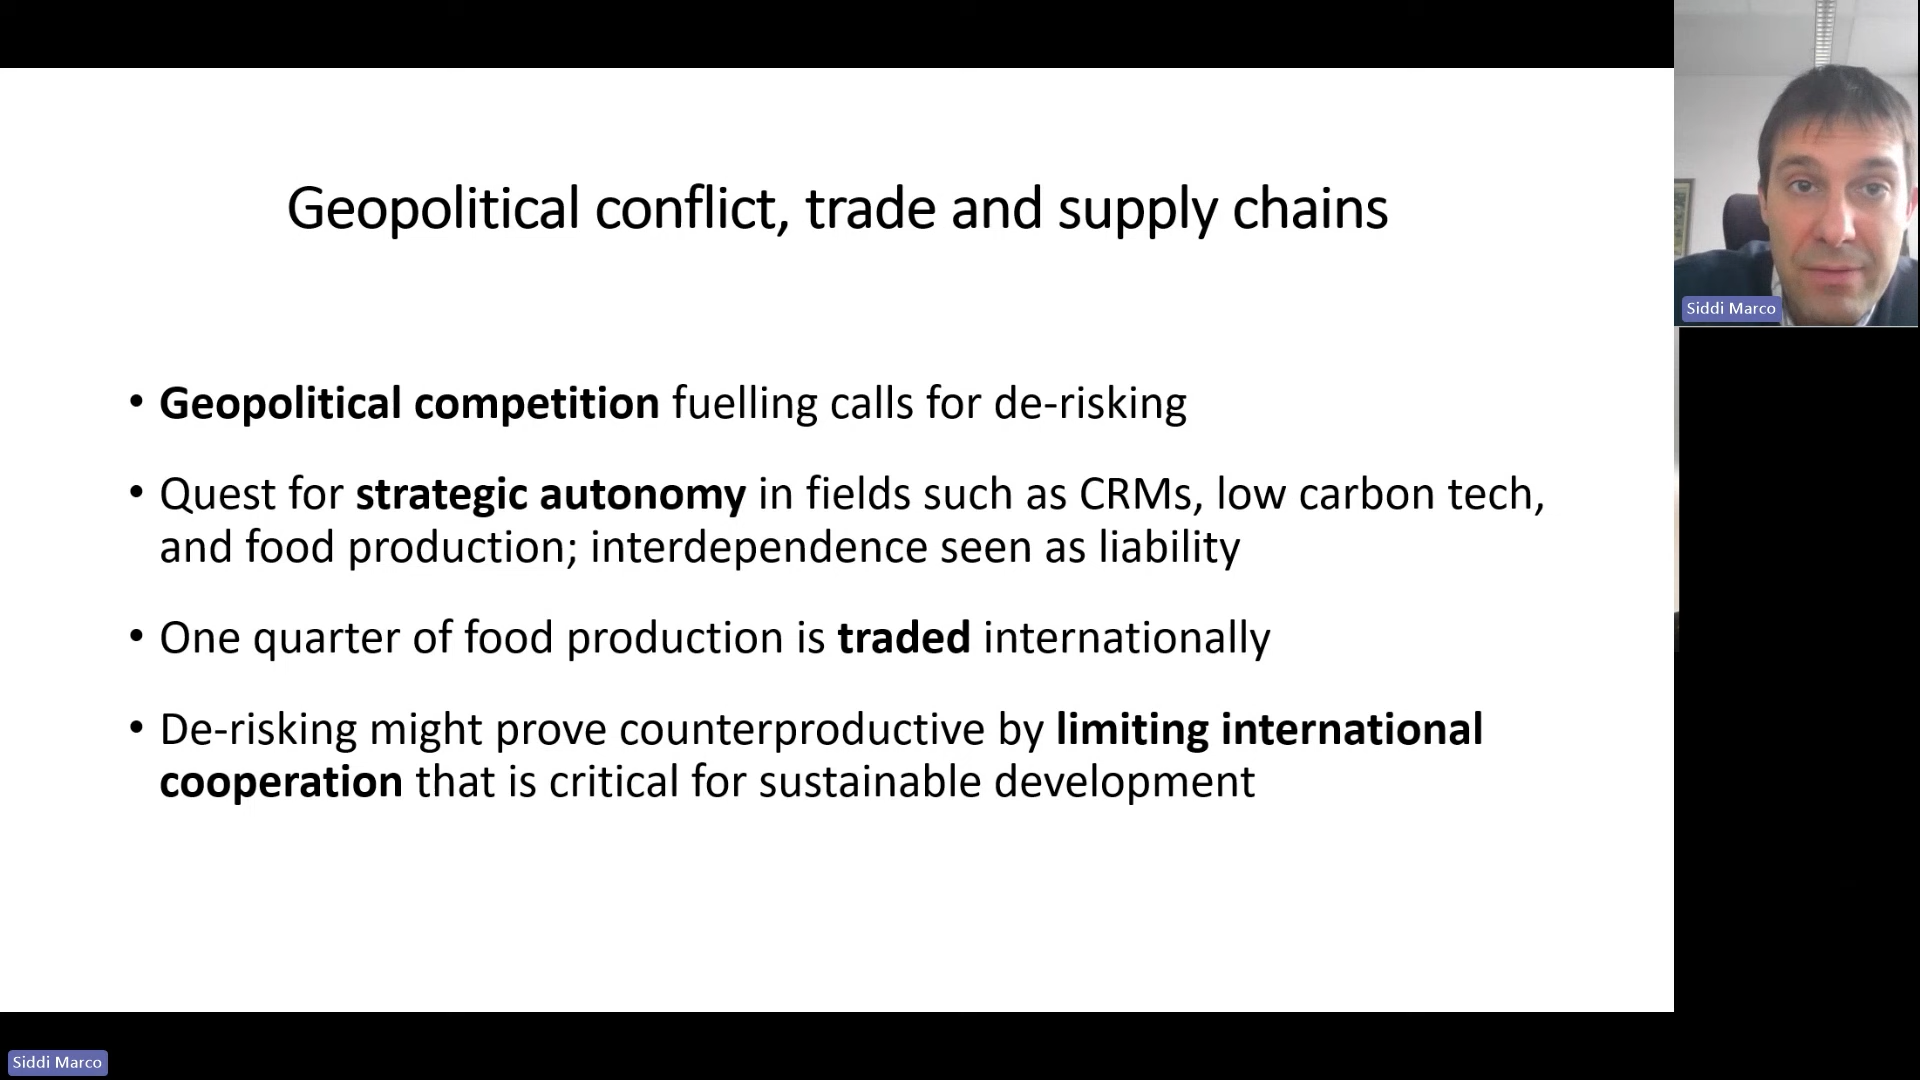 Geopolitical conflict, trade and supply chains
• Geopolitical competition fuelling calls for de-risking
• Quest for strategic autonomy in fields such as CRMs, low carbon tech,
and food production; interdependence seen as liability
• One quarter of food production is traded internationally
• De-risking might prove counterproductive by limiting international
cooperation that is critical for sustainable development
Siddi Marco
Siddi Marco